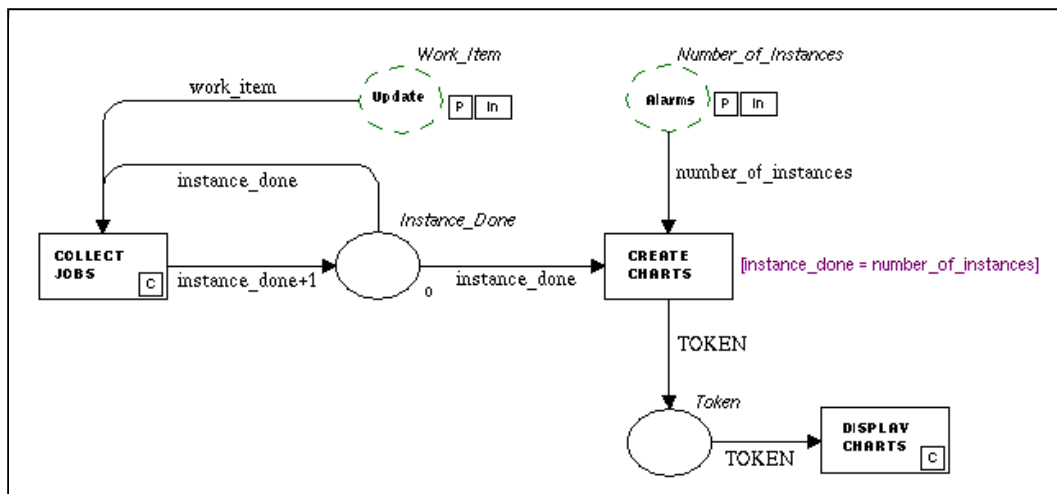 Work_Item
Number_of_Instances
work_item
Update
P In
Alarms
P In
instance_done
number_of_instances
Instance_Done
COLLECT
JOBS
C
instance_done+1
0
instance_done
CREATE
CHARTS
[instance_done = number_of_instances]
TOKEN
Token
TOKEN
DISPLAY
CHARTS
C